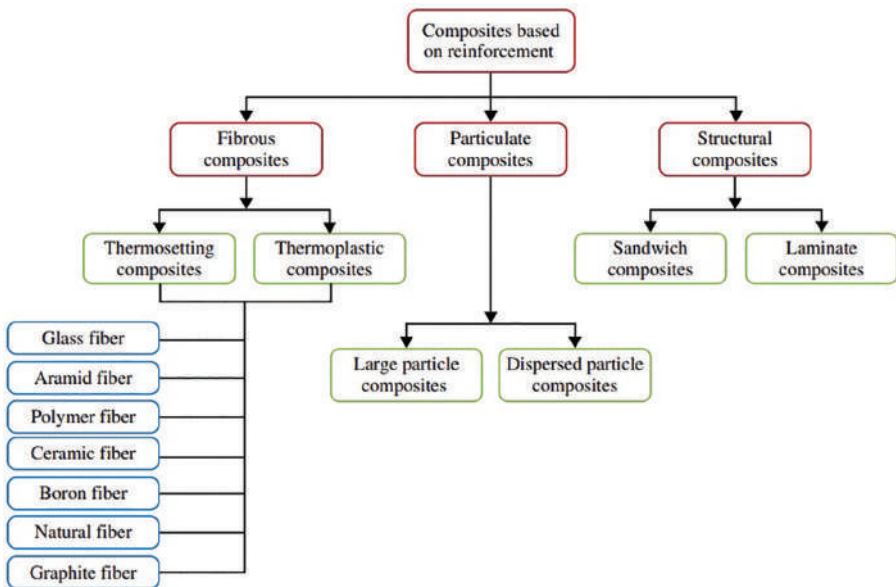 Composites based
on reinforcement
Fibrous
composites
Particulate
composites
Structural
composites
Thermosetting
composites
Thermoplastic
composites
Sandwich
composites
Laminate
composites
Glass fiber
Aramid fiber
Polymer fiber
Ceramic fiber
Boron fiber
Natural fiber
Graphite fiber
Large particle
composites
Dispersed particle
composites